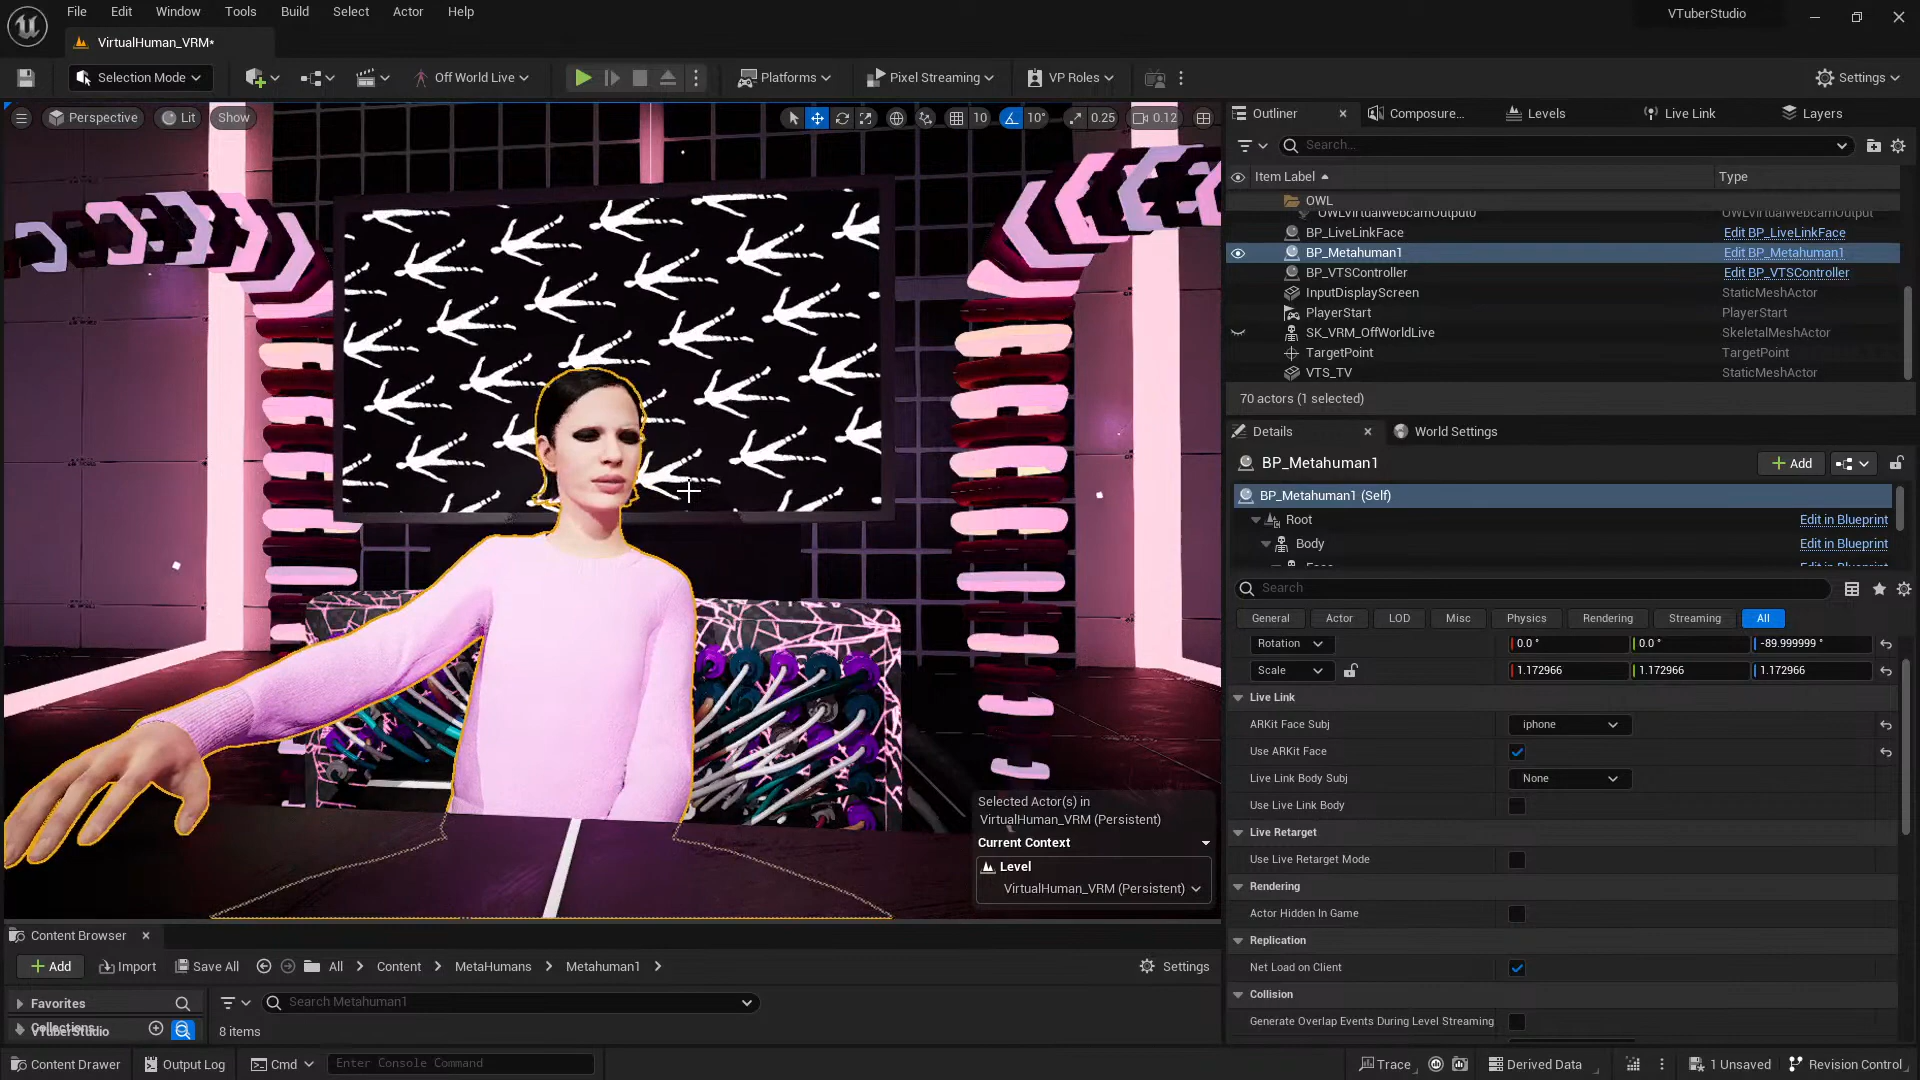 File Edit Window Tools Build Select Actor Help
VTuberStudio
VirtualHuman_VRM*
Selection Mode
Off World Live
Platforms
Pixel Streaming
VP Roles
Settings
Perspective
Lit
Show
10
10°
0.25
0.12
Selected Actor(s) in
VirtualHuman_VRM (Persistent)
Current Context
Level
VirtualHuman_VRM (Persistent)
Outliner
Composure...
Levels
Live Link
Layers
Search...
Item Label Type
OWL
OWLVirtualWebcamOutput0 OWLVirtualWebcamOutput
BP_LiveLinkFace Edit BP_LiveLinkFace
BP_Metahuman1 Edit BP_Metahuman1
BP_VTSController Edit BP_VTSController
InputDisplayScreen StaticMeshActor
PlayerStart PlayerStart
SK_VRM_OffWorldLive SkeletalMeshActor
TargetPoint TargetPoint
VTS_TV StaticMeshActor
70 actors (1 selected)
Details
World Settings
BP_Metahuman1
Add
BP_Metahuman1 (Self)
Root Edit in Blueprint
Body Edit in Blueprint
Face Edit in Blueprint
Search
General Actor LOD Misc Physics Rendering Streaming All
Rotation 0.0° 0.0° -89.999999°
Scale 1.172966 1.172966 1.172966
Live Link
ARKit Face Subj iphone
Use ARKit Face
Live Link Body Subj None
Use Live Link Body
Live Retarget
Use Live Retarget Mode
Rendering
Actor Hidden In Game
Replication
Net Load on Client
Collision
Generate Overlap Events During Level Streaming
Content Browser
Add
Import
Save All
All
Content
MetaHumans
Metahuman1
Settings
Favorites
Search Metahuman1
Collections
VTuberStudio
8 items
Content Drawer
Output Log
Cmd
Enter Console Command
Trace
Derived Data
1 Unsaved
Revision Control